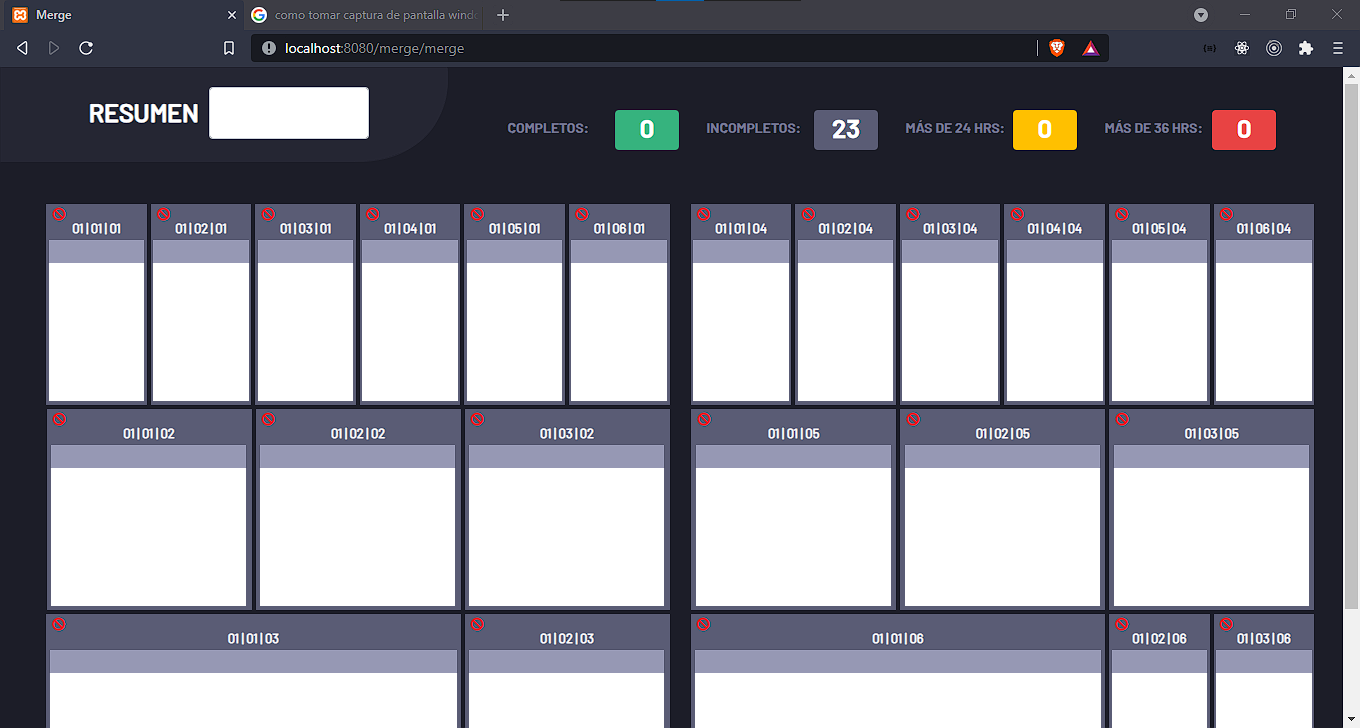 Merge
como tomar captura de pantalla wind
localhost:8080/merge/merge
RESUMEN
COMPLETOS: 0 INCOMPLETOS: 23 MÁS DE 24 HRS: 0 MÁS DE 36 HRS: 0
01|01|01 01|02|01 01|03|01 01|04|01 01|05|01 01|06|01 01|01|04 01|02|04 01|03|04 01|04|04 01|05|04 01|06|04
01|01|02 01|02|02 01|03|02 01|01|05 01|02|05 01|03|05
01|01|03 01|02|03 01|01|06 01|02|06 01|03|06